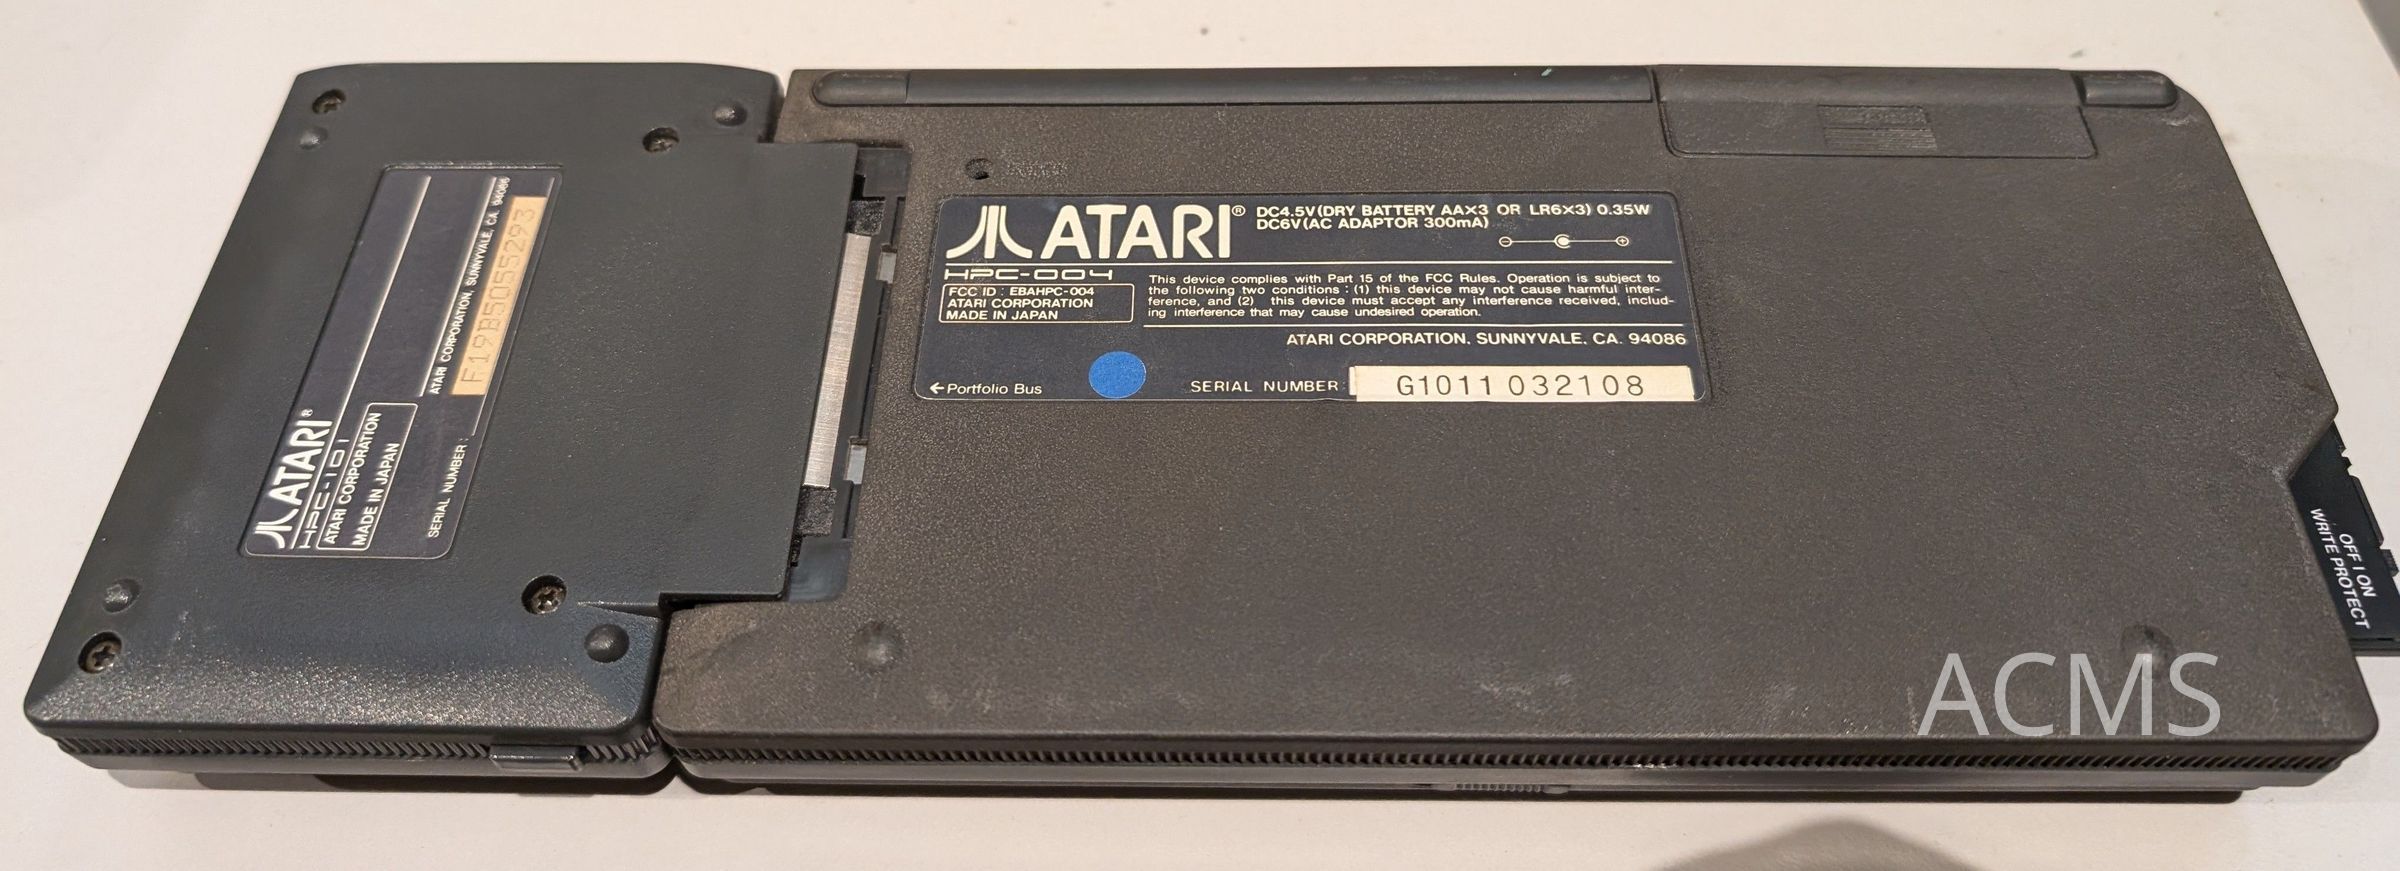 ATARI®
HPC-101
ATARI CORPORATION
MADE IN JAPAN
ATARI CORPORATION, SUNNYVALE, CA. 94086
SERIAL NUMBER:
F19B5055293
ATARI®
DC4.5V(DRY BATTERY AA×3 OR LR6×3) 0.35W
DC6V(AC ADAPTOR 300mA)
HPC-004
FCC ID : EBAHPC-004
ATARI CORPORATION
MADE IN JAPAN
This device complies with Part 15 of the FCC Rules. Operation is subject to
the following two conditions : (1) this device may not cause harmful inter-
ference, and (2) this device must accept any interference received, includ-
ing interference that may cause undesired operation.
ATARI CORPORATION, SUNNYVALE, CA. 94086
←Portfolio Bus
SERIAL NUMBER:
G1011 032108
OFF I ON
WRITE PROTECT
ACMS